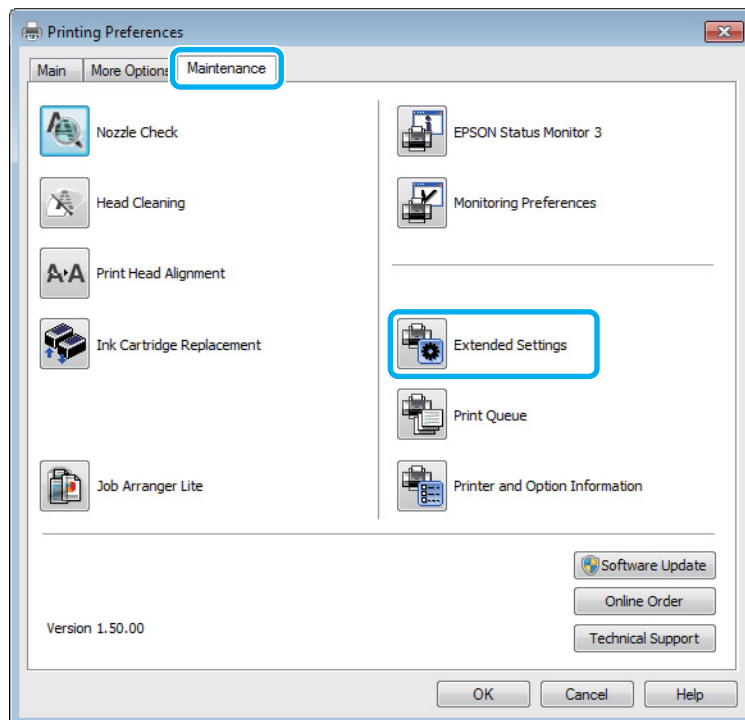 Printing Preferences
Main
More Options
Maintenance
Nozzle Check
EPSON Status Monitor 3
Head Cleaning
Monitoring Preferences
A·A
Print Head Alignment
Ink Cartridge Replacement
Extended Settings
Print Queue
Job Arranger Lite
Printer and Option Information
Software Update
Online Order
Version 1.50.00
Technical Support
OK
Cancel
Help